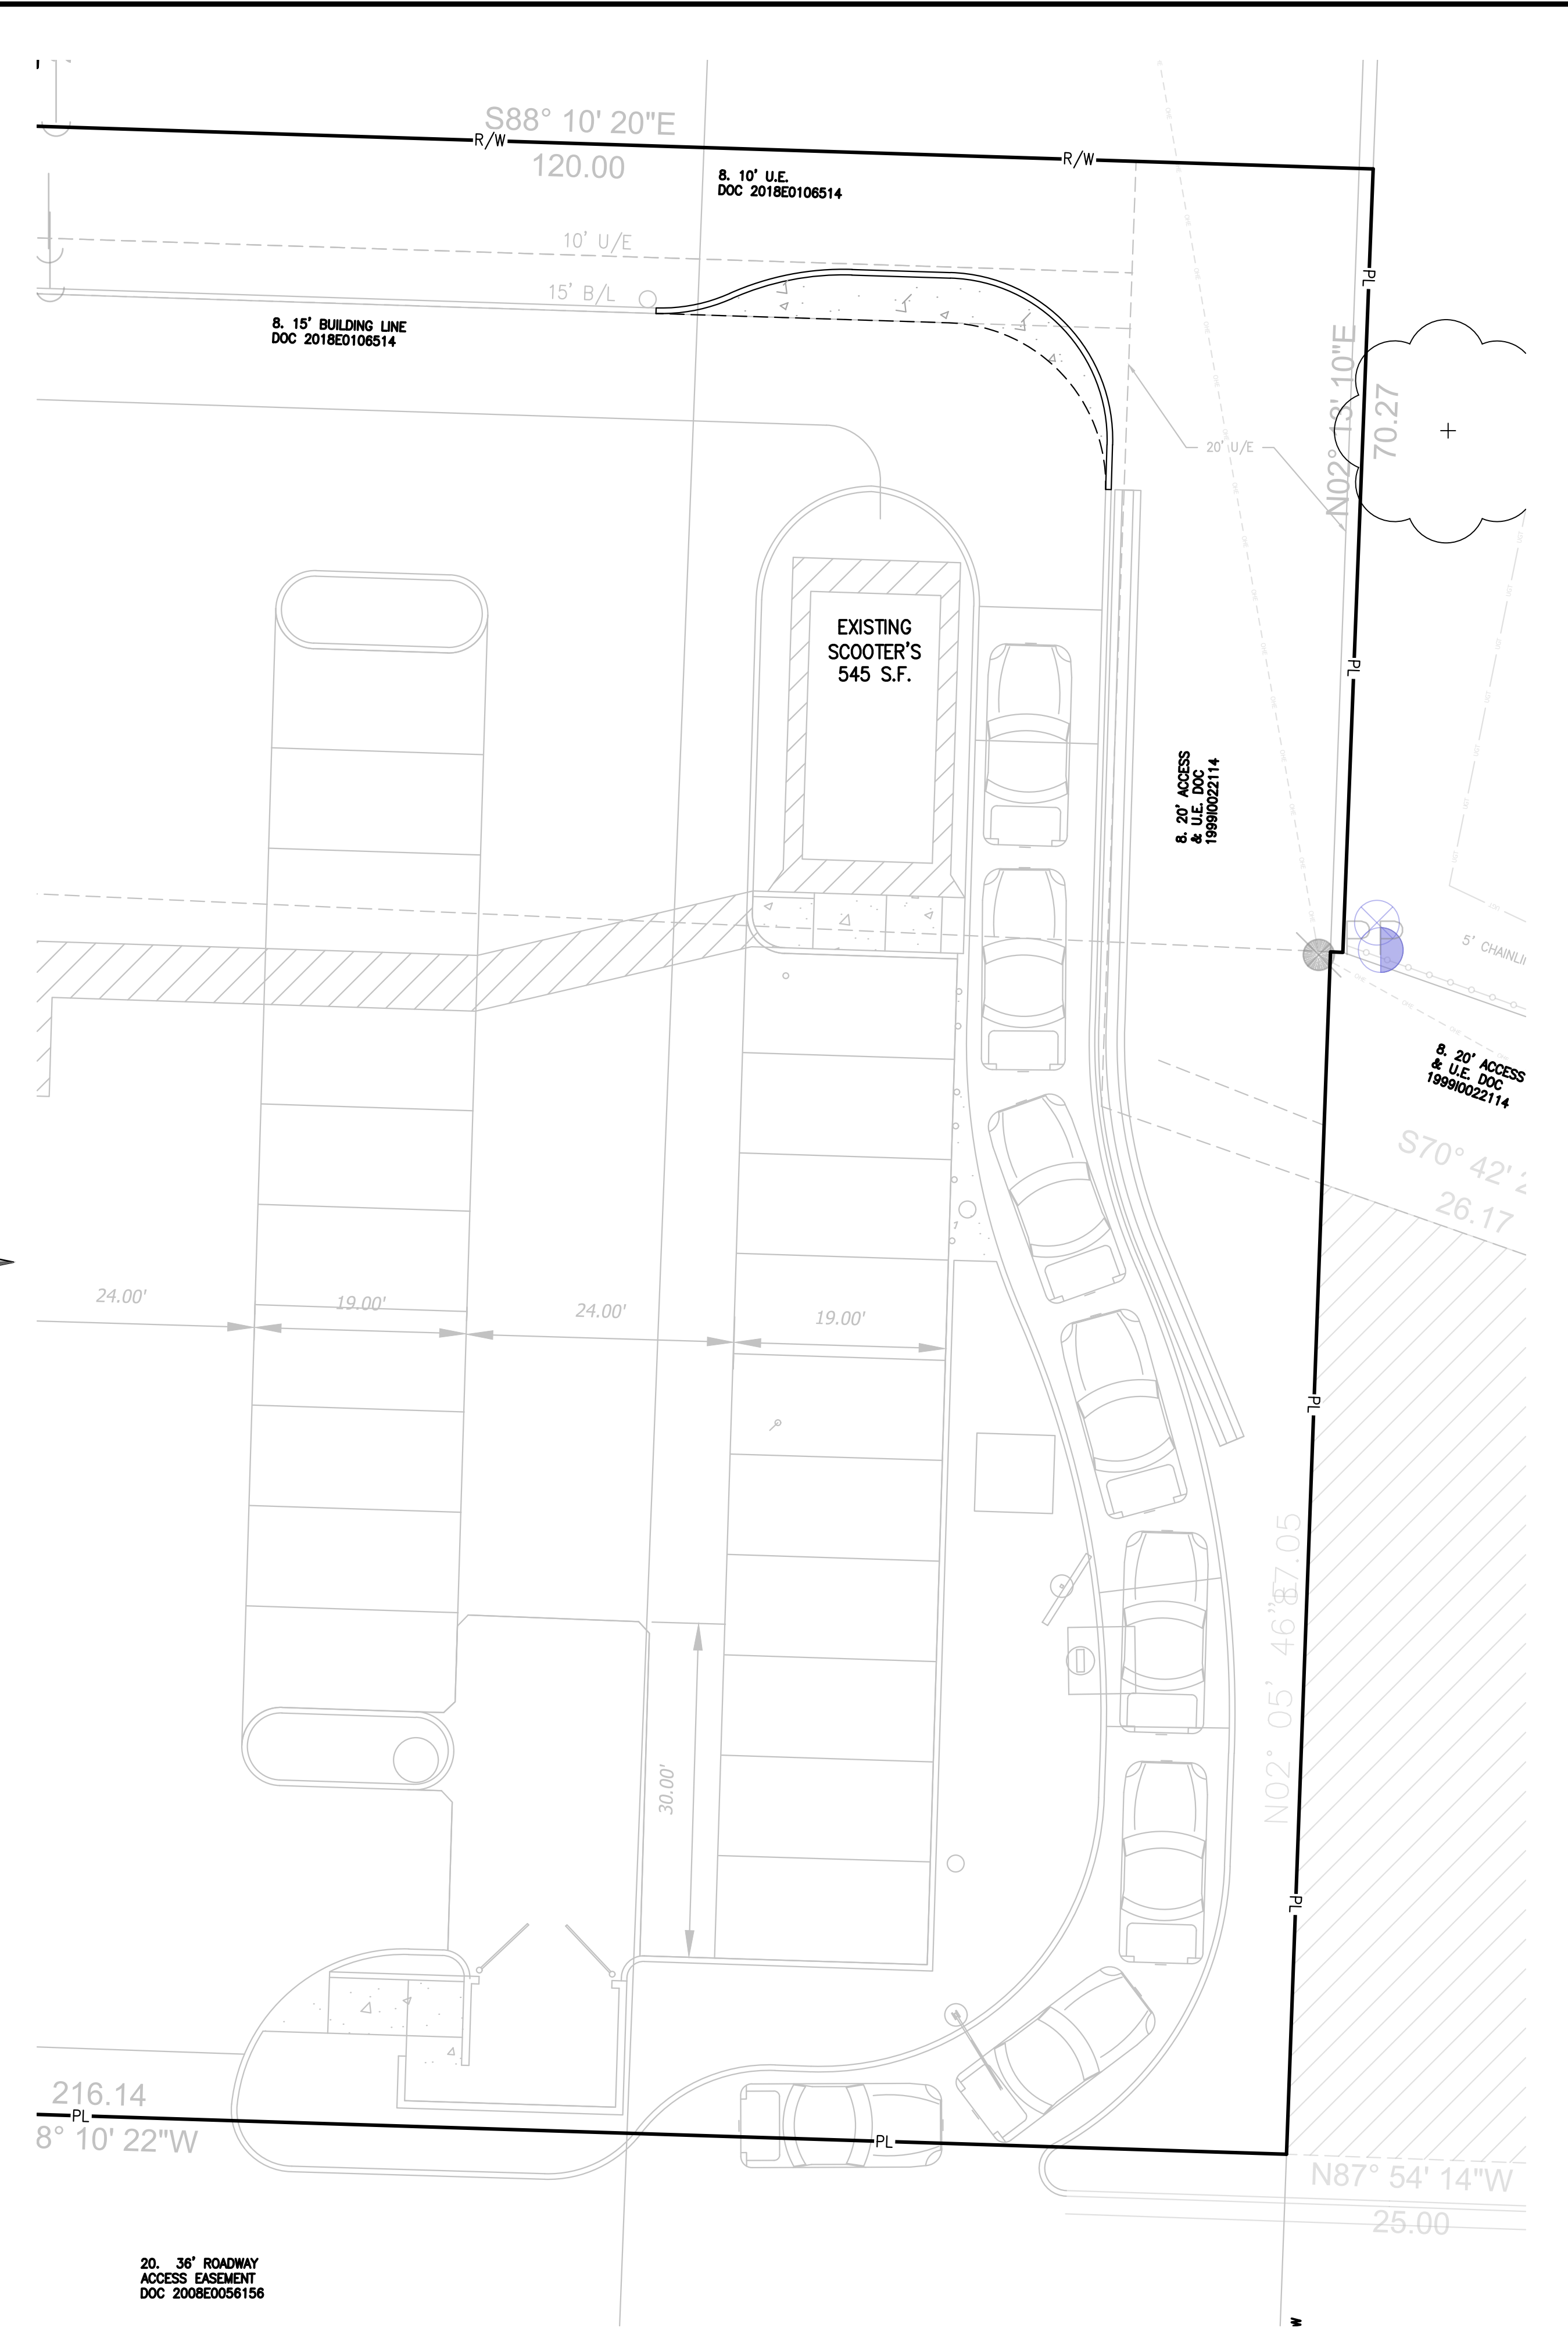 S88° 10' 20"E
R/W
R/W
120.00
8. 10' U.E.
DOC 2018E0106514
10' U/E
15' B/L
PL
8. 15' BUILDING LINE
DOC 2018E0106514
N02° 13' 10"E
70.27
20' U/E
EXISTING
SCOOTER'S
545 S.F.
PL
8. 20' ACCESS
& U.E. DOC
1999I0022114
5' CHAINLI
8. 20' ACCESS
& U.E. DOC
1999I0022114
S70° 42' 2
26.17
24.00'
19.00'
24.00'
19.00'
PL
N02° 05' 46"E
87.05
30.00'
PL
216.14
PL
8° 10' 22"W
PL
N87° 54' 14"W
25.00
20. 36' ROADWAY
ACCESS EASEMENT
DOC 2008E0056156
W